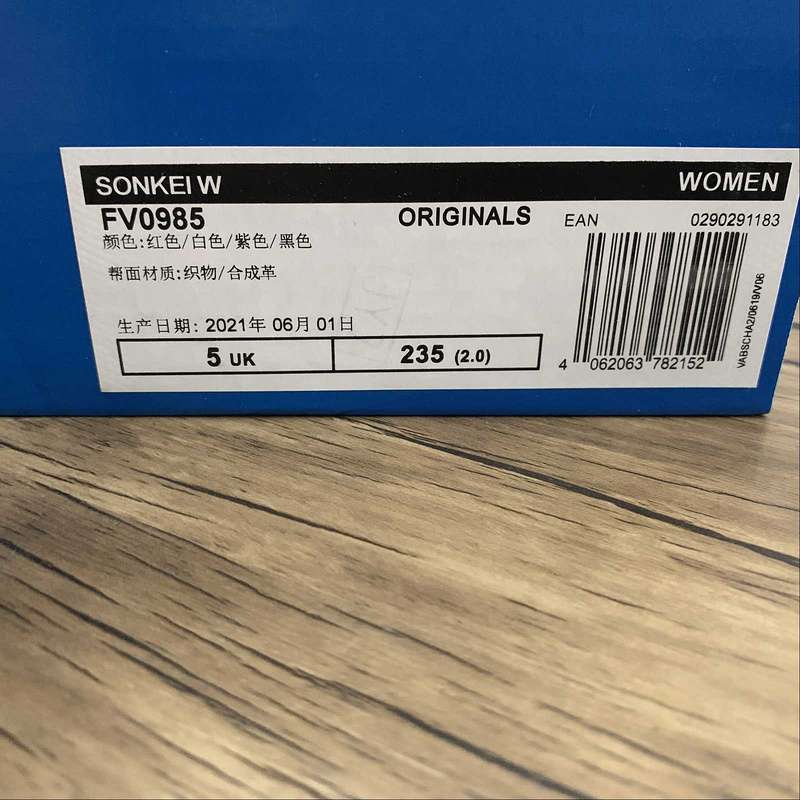 SONKEI W WOMEN
FV0985 ORIGINALS EAN 0290291183
颜色:红色/白色/紫色/黑色
帮面材质:织物/合成革
生产日期: 2021年 06月 01日
5 UK 235 (2.0)
4 062063 782152
VABSCHA2/0619/V06